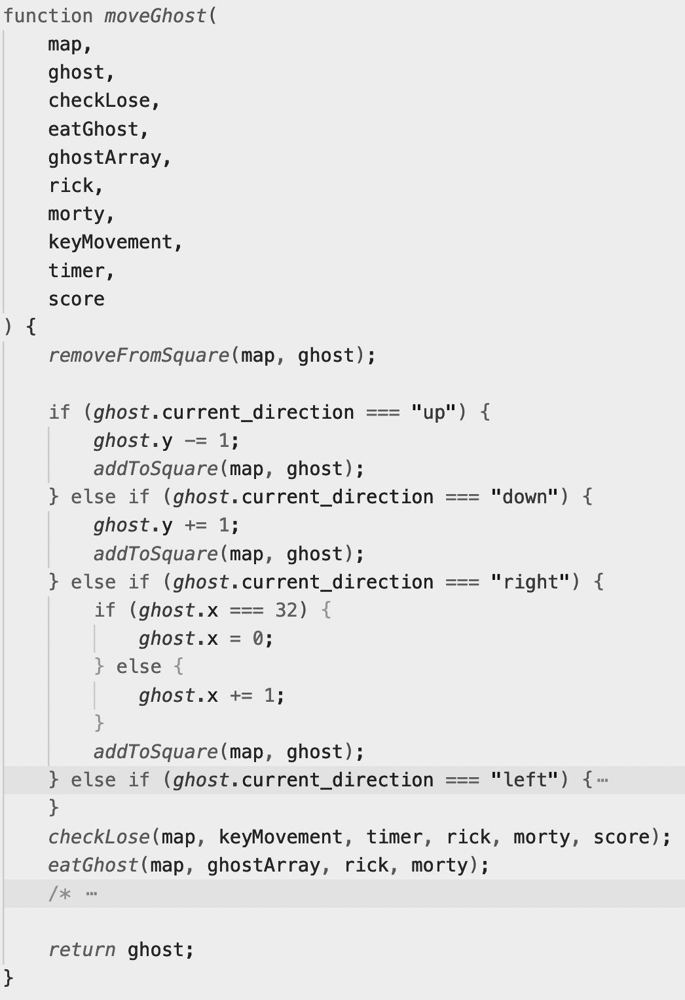 function moveGhost(
    map,
    ghost,
    checkLose,
    eatGhost,
    ghostArray,
    rick,
    morty,
    keyMovement,
    timer,
    score
) {
    removeFromSquare(map, ghost);

    if (ghost.current_direction === "up") {
        ghost.y -= 1;
        addToSquare(map, ghost);
    } else if (ghost.current_direction === "down") {
        ghost.y += 1;
        addToSquare(map, ghost);
    } else if (ghost.current_direction === "right") {
        if (ghost.x === 32) {
            ghost.x = 0;
        } else {
            ghost.x += 1;
        }
        addToSquare(map, ghost);
    } else if (ghost.current_direction === "left") {⋯
    }
    checkLose(map, keyMovement, timer, rick, morty, score);
    eatGhost(map, ghostArray, rick, morty);
    /* ⋯

    return ghost;
}